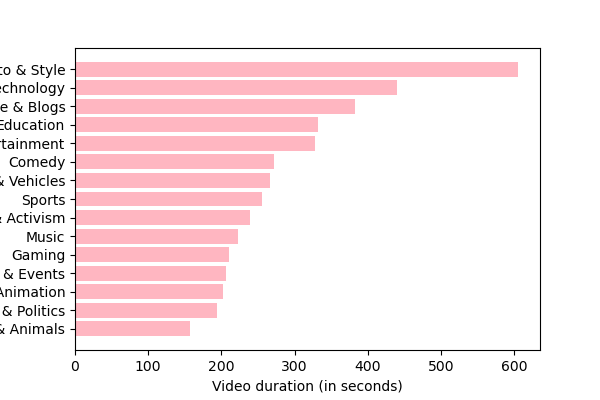 to & Style
echnology
e & Blogs
Education
rtainment
Comedy
& Vehicles
Sports
& Activism
Music
Gaming
& Events
Animation
& Politics
& Animals
0 100 200 300 400 500 600
Video duration (in seconds)